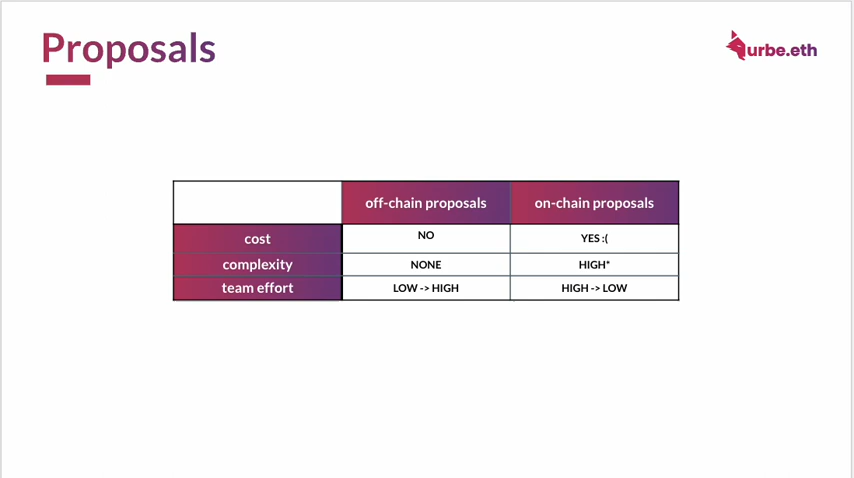 Proposals
urbe.eth
off-chain proposals on-chain proposals
cost NO YES :(
complexity NONE HIGH*
team effort LOW -> HIGH HIGH -> LOW